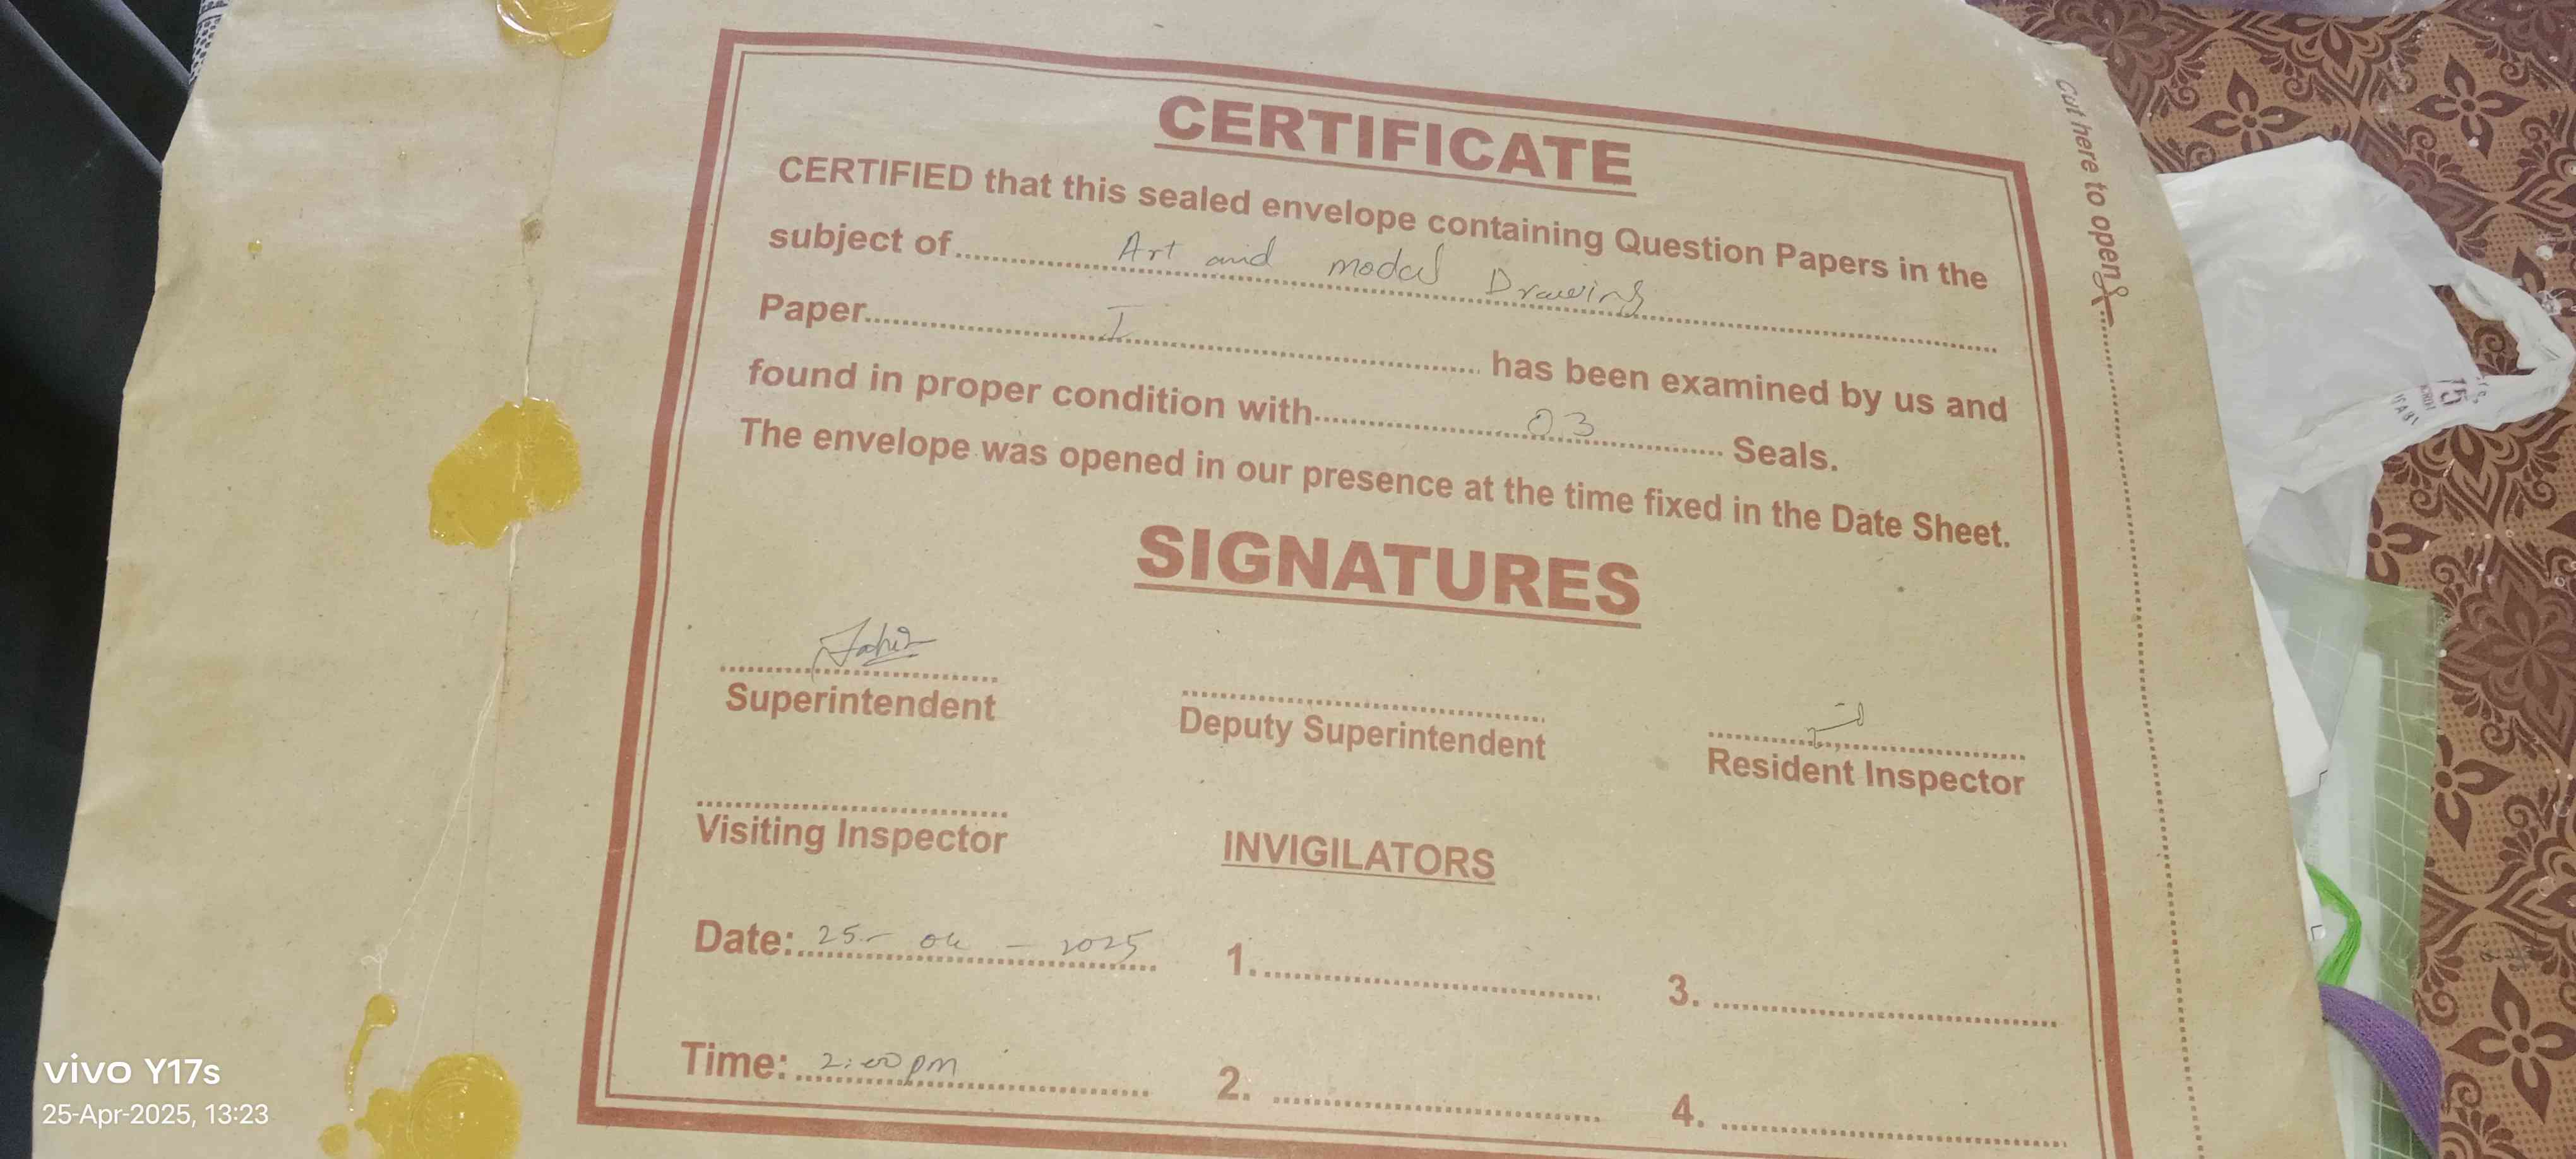 CERTIFICATE
CERTIFIED that this sealed envelope containing Question Papers in the
subject of Art and model Drawing
Paper I has been examined by us and
found in proper condition with 03 Seals.
The envelope was opened in our presence at the time fixed in the Date Sheet.
SIGNATURES
Superintendent
Deputy Superintendent
Resident Inspector
Visiting Inspector
INVIGILATORS
Date: 25 - 04 - 2025
1.
3.
Time: 2:00 pm
2.
4.
Cut here to open
vivo Y17s
25-Apr-2025, 13:23